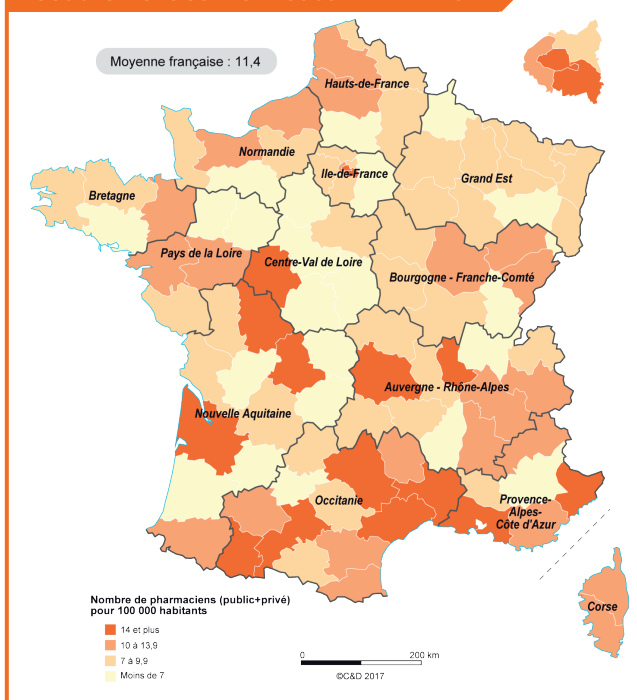 Moyenne française : 11,4
Hauts-de-France
Normandie
Ile-de-France
Grand Est
Bretagne
Pays de la Loire
Centre-Val de Loire
Bourgogne - Franche-Comté
Auvergne - Rhône-Alpes
Nouvelle Aquitaine
Occitanie
Provence-
Alpes-
Côte d'Azur
Corse
Nombre de pharmaciens (public+privé)
pour 100 000 habitants
14 et plus
10 à 13,9
7 à 9,9
Moins de 7
0 200 km
©C&D 2017